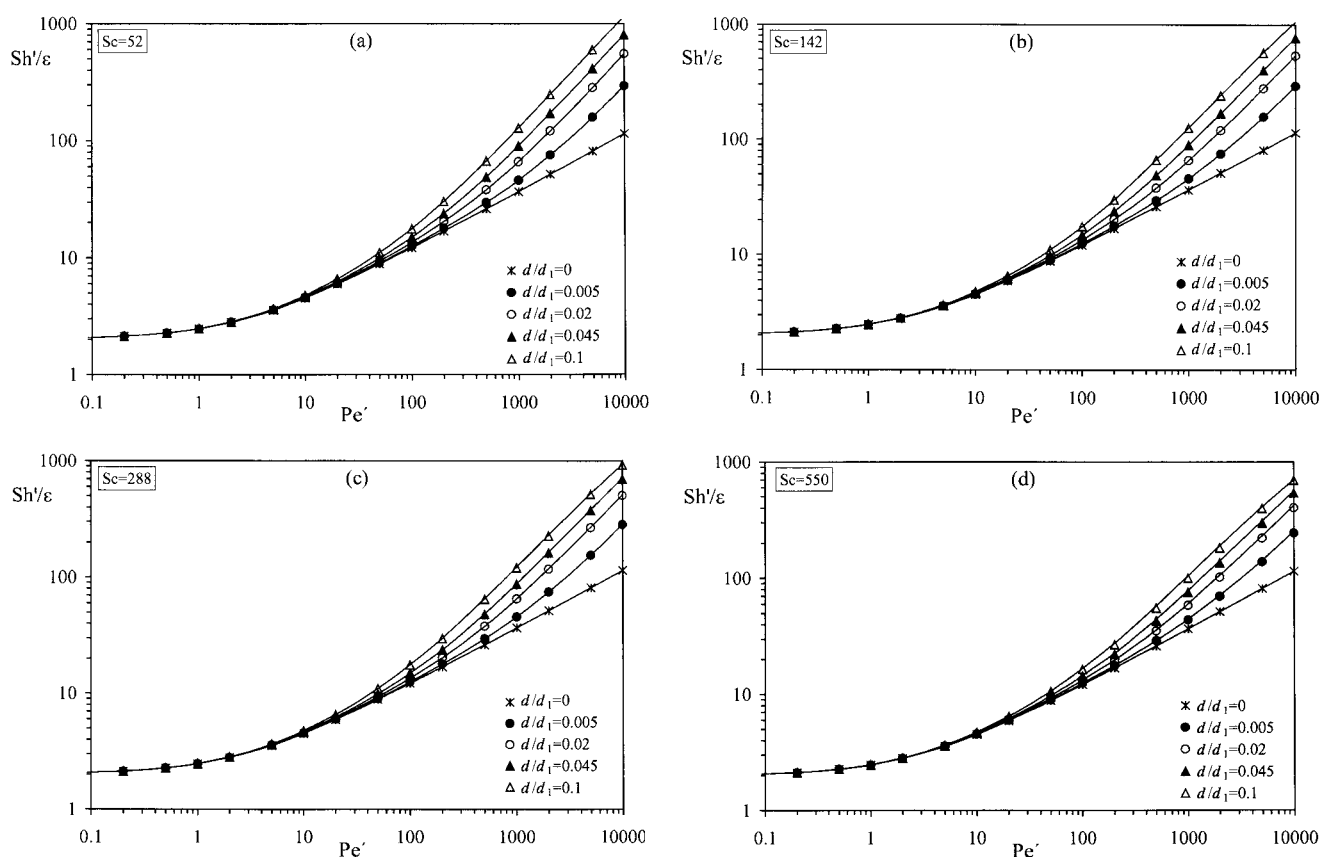 1000
Sc=52
(a)
Sh'/ε
100
10
d/d1=0
d/d1=0.005
d/d1=0.02
d/d1=0.045
d/d1=0.1
1
0.1 1 10 100 1000 10000
Pe´
1000
Sc=142
(b)
Sh'/ε
100
10
d/d1=0
d/d1=0.005
d/d1=0.02
d/d1=0.045
d/d1=0.1
1
0.1 1 10 100 1000 10000
Pe´
1000
Sc=288
(c)
Sh'/ε
100
10
d/d1=0
d/d1=0.005
d/d1=0.02
d/d1=0.045
d/d1=0.1
1
0.1 1 10 100 1000 10000
Pe´
1000
Sc=550
(d)
Sh'/ε
100
10
d/d1=0
d/d1=0.005
d/d1=0.02
d/d1=0.045
d/d1=0.1
1
0.1 1 10 100 1000 10000
Pe´